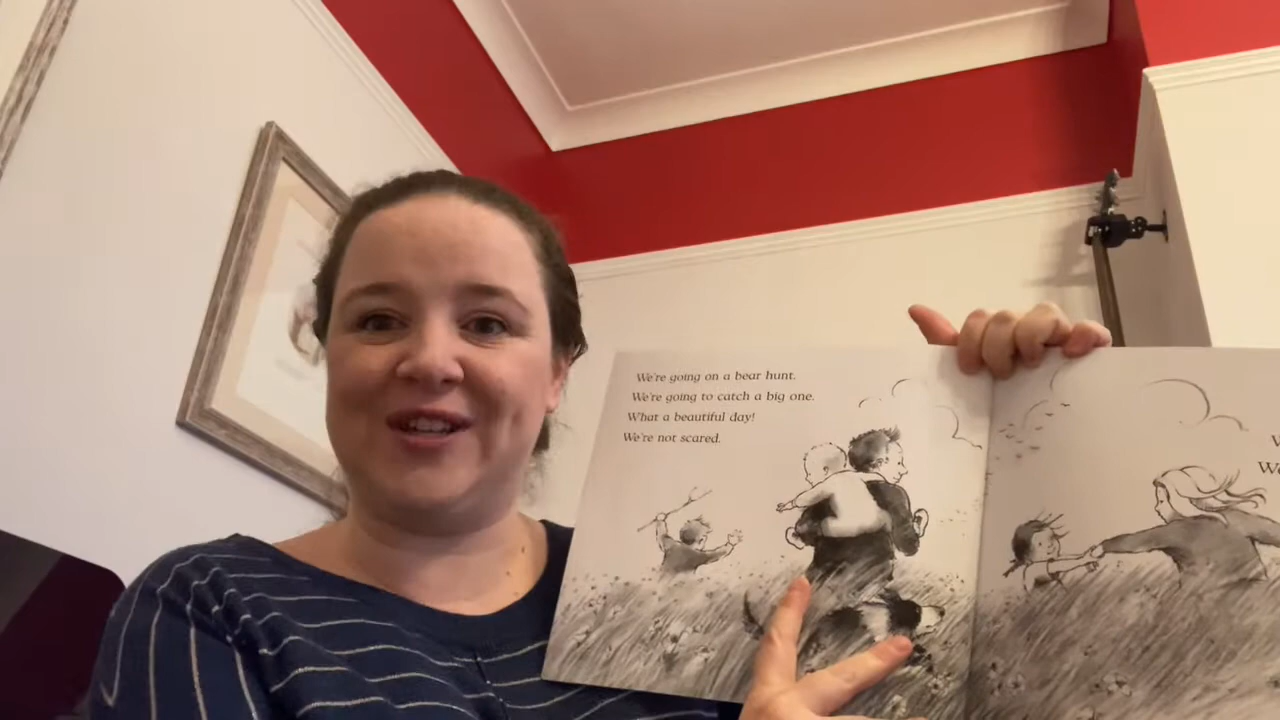 We're going on a bear hunt.
We're going to catch a big one.
What a beautiful day!
We're not scared.